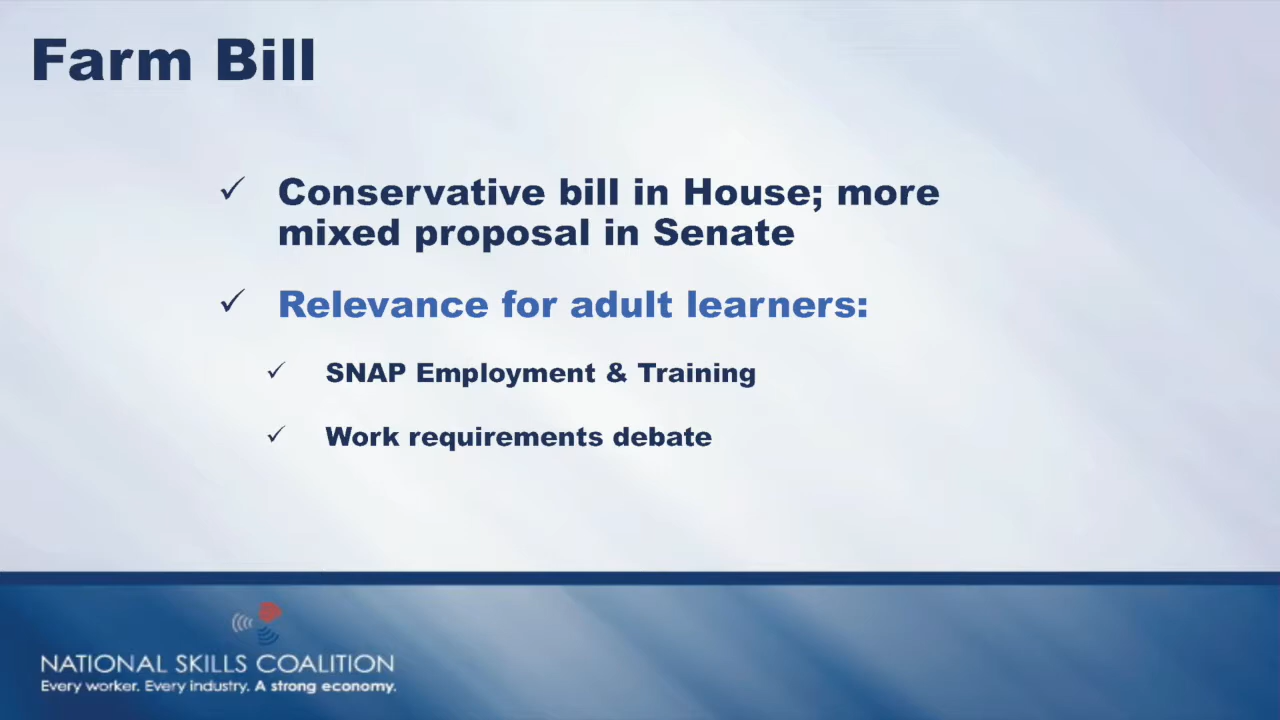 Farm Bill
✓ Conservative bill in House; more
mixed proposal in Senate
✓ Relevance for adult learners:
✓ SNAP Employment & Training
✓ Work requirements debate
NATIONAL SKILLS COALITION
Every worker. Every industry. A strong economy.